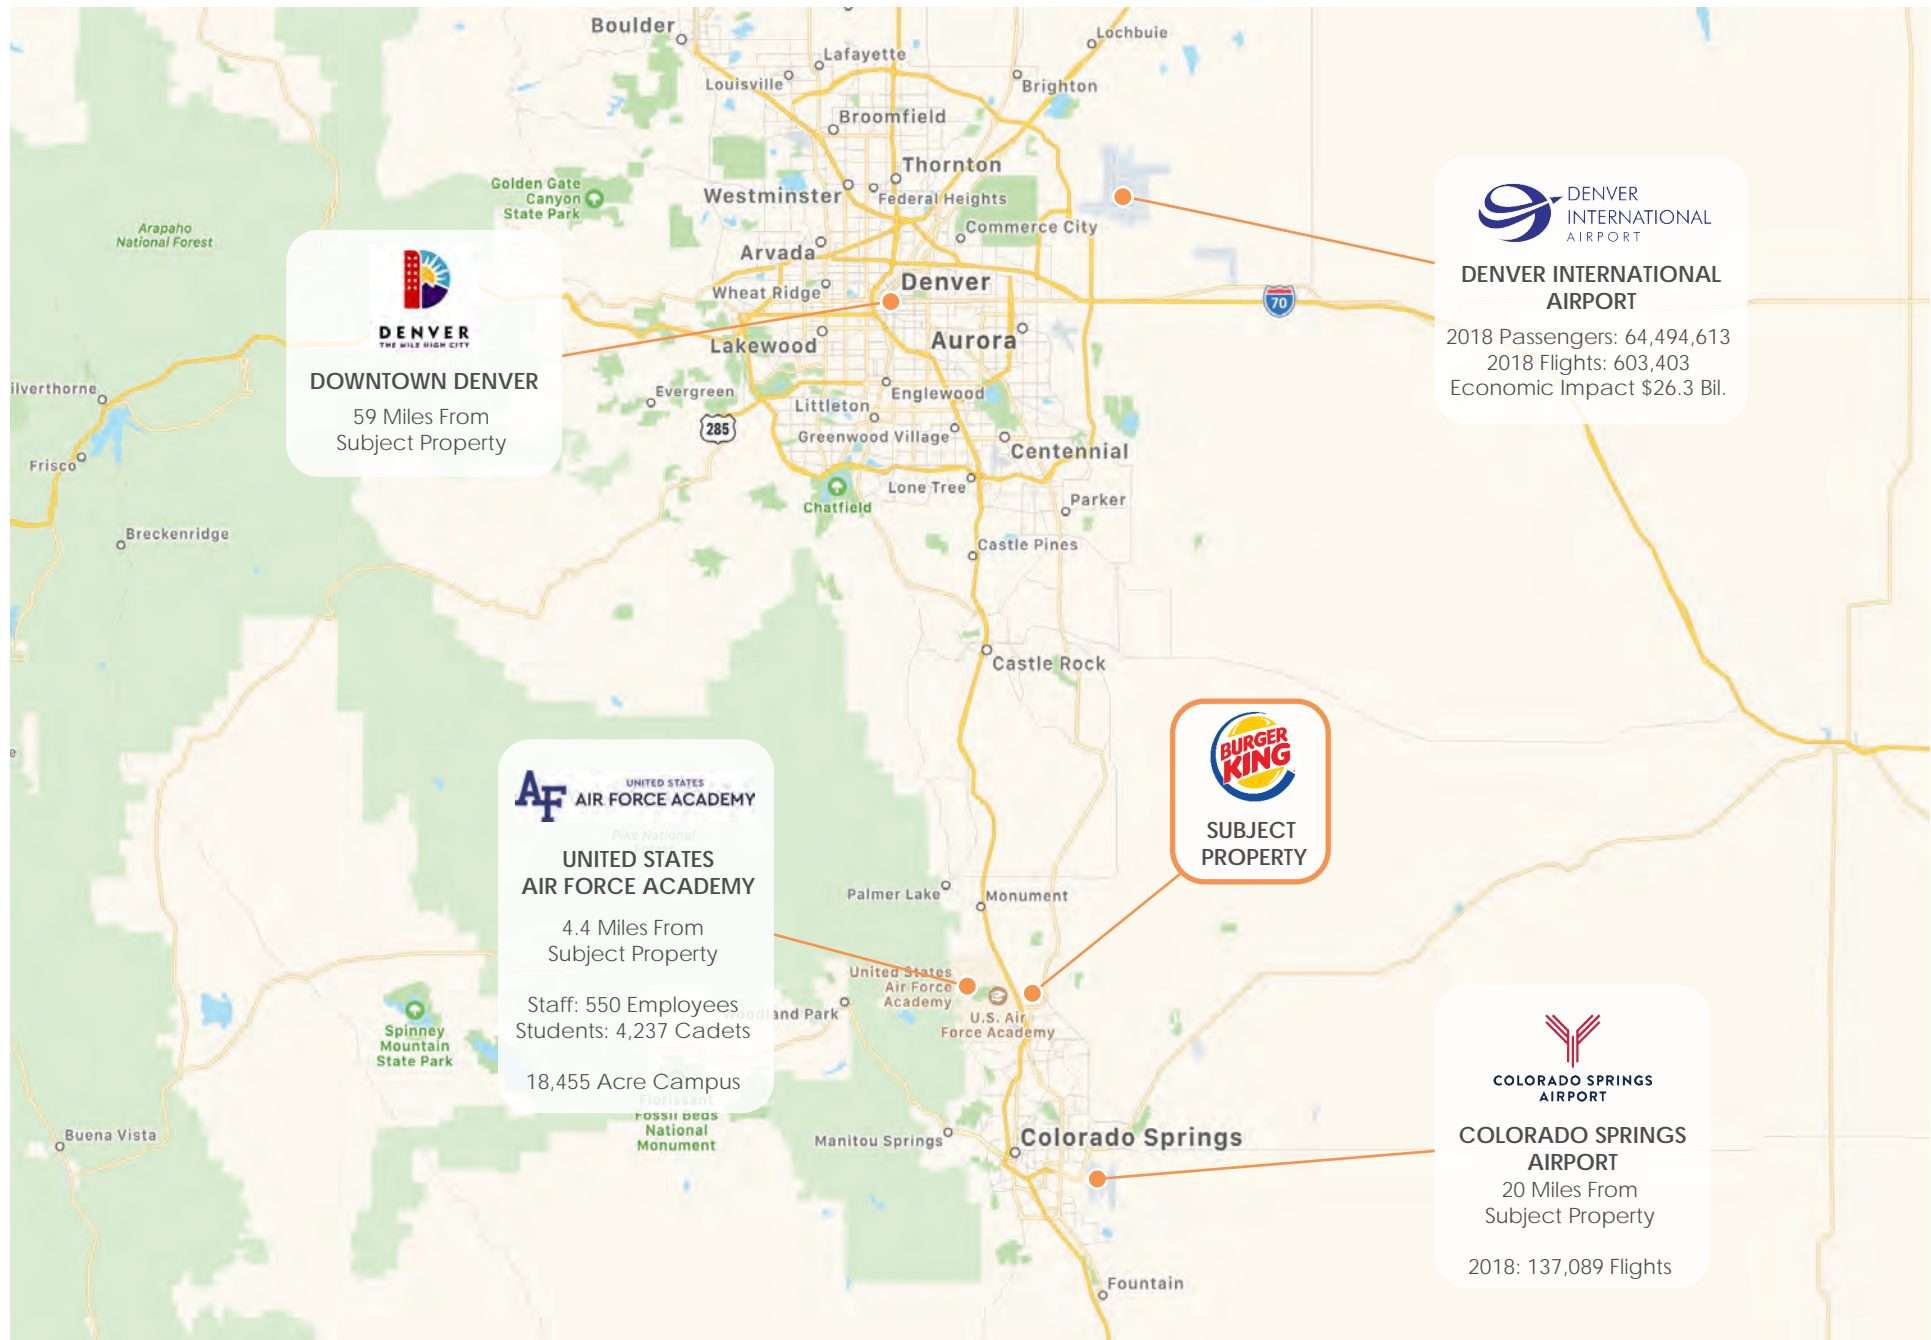 Boulder
Lochbuie
Lafayette
Louisville
Brighton
Broomfield
Thornton
Golden Gate
Canyon
State Park
Westminster
Federal Heights
Arapaho
National Forest
Commerce City
Arvada
Denver
Wheat Ridge
70
Aurora
Lakewood
Evergreen
Englewood
Littleton
285
Greenwood Village
Centennial
ilverthorne
Frisco
Lone Tree
Parker
Chatfield
Breckenridge
Castle Pines
Castle Rock
Palmer Lake
Monument
United States
Air Force
Academy
U.S. Air
Force Academy
Woodland Park
Spinney
Mountain
State Park
Pike National
Florissant
Fossil Beds
National
Monument
Buena Vista
Manitou Springs
Colorado Springs
Fountain
e
DENVER
THE MILE HIGH CITY
DOWNTOWN DENVER
59 Miles From
Subject Property
DENVER
INTERNATIONAL
AIRPORT
DENVER INTERNATIONAL
AIRPORT
2018 Passengers: 64,494,613
2018 Flights: 603,403
Economic Impact $26.3 Bil.
BURGER
KING
SUBJECT
PROPERTY
AF
UNITED STATES
AIR FORCE ACADEMY
UNITED STATES
AIR FORCE ACADEMY
4.4 Miles From
Subject Property
Staff: 550 Employees
Students: 4,237 Cadets
18,455 Acre Campus
COLORADO SPRINGS
AIRPORT
COLORADO SPRINGS
AIRPORT
20 Miles From
Subject Property
2018: 137,089 Flights